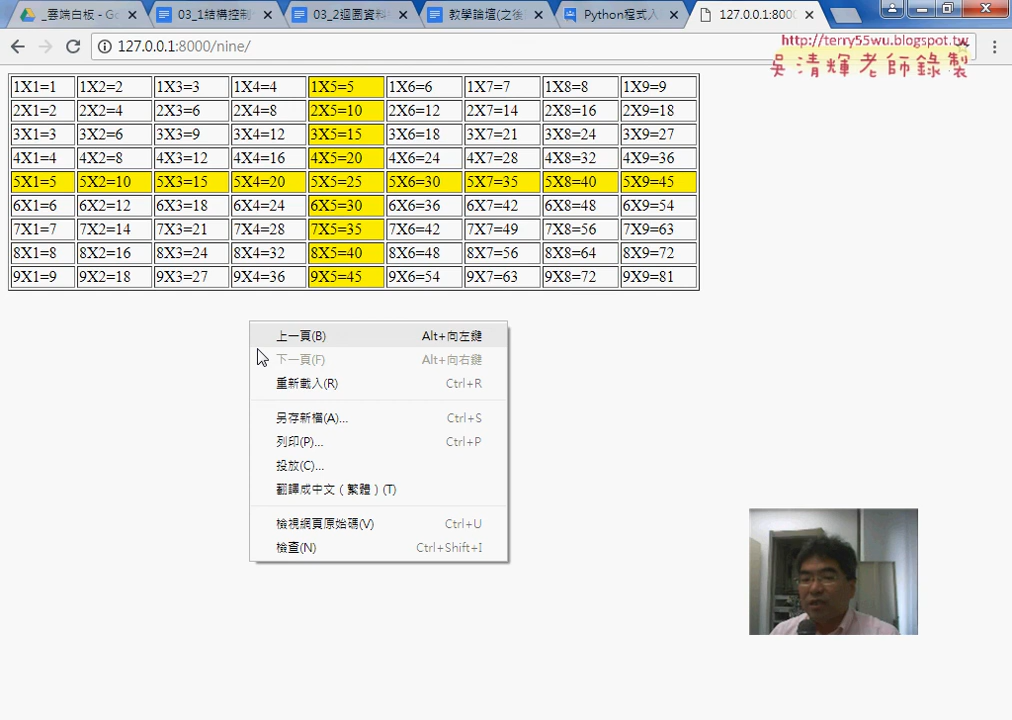 _雲端白板 - Go
03_1結構控制
03_2迴圈資料
教學論壇(之後
Python程式入
127.0.0.1:8000
127.0.0.1:8000/nine/
http://terry55wu.blogspot.tw
吳清輝老師錄製
1X1=1 1X2=2 1X3=3 1X4=4 1X5=5 1X6=6 1X7=7 1X8=8 1X9=9
2X1=2 2X2=4 2X3=6 2X4=8 2X5=10 2X6=12 2X7=14 2X8=16 2X9=18
3X1=3 3X2=6 3X3=9 3X4=12 3X5=15 3X6=18 3X7=21 3X8=24 3X9=27
4X1=4 4X2=8 4X3=12 4X4=16 4X5=20 4X6=24 4X7=28 4X8=32 4X9=36
5X1=5 5X2=10 5X3=15 5X4=20 5X5=25 5X6=30 5X7=35 5X8=40 5X9=45
6X1=6 6X2=12 6X3=18 6X4=24 6X5=30 6X6=36 6X7=42 6X8=48 6X9=54
7X1=7 7X2=14 7X3=21 7X4=28 7X5=35 7X6=42 7X7=49 7X8=56 7X9=63
8X1=8 8X2=16 8X3=24 8X4=32 8X5=40 8X6=48 8X7=56 8X8=64 8X9=72
9X1=9 9X2=18 9X3=27 9X4=36 9X5=45 9X6=54 9X7=63 9X8=72 9X9=81
上一頁(B) Alt+向左鍵
下一頁(F) Alt+向右鍵
重新載入(R) Ctrl+R
另存新檔(A)... Ctrl+S
列印(P)... Ctrl+P
投放(C)...
翻譯成中文（繁體）(T)
檢視網頁原始碼(V) Ctrl+U
檢查(N) Ctrl+Shift+I